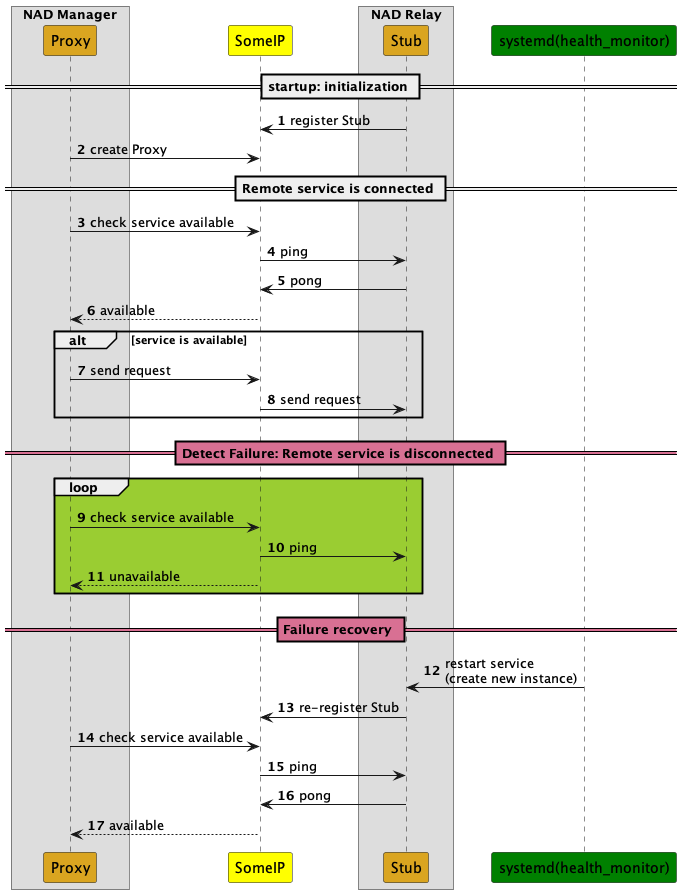 NAD Manager
NAD Relay
Proxy
SomeIP
Stub
systemd(health_monitor)
startup: initialization
1 register Stub
2 create Proxy
Remote service is connected
3 check service available
4 ping
5 pong
6 available
alt
[service is available]
7 send request
8 send request
Detect Failure: Remote service is disconnected
loop
9 check service available
10 ping
11 unavailable
Failure recovery
12 restart service
(create new instance)
13 re-register Stub
14 check service available
15 ping
16 pong
17 available
Proxy
SomeIP
Stub
systemd(health_monitor)